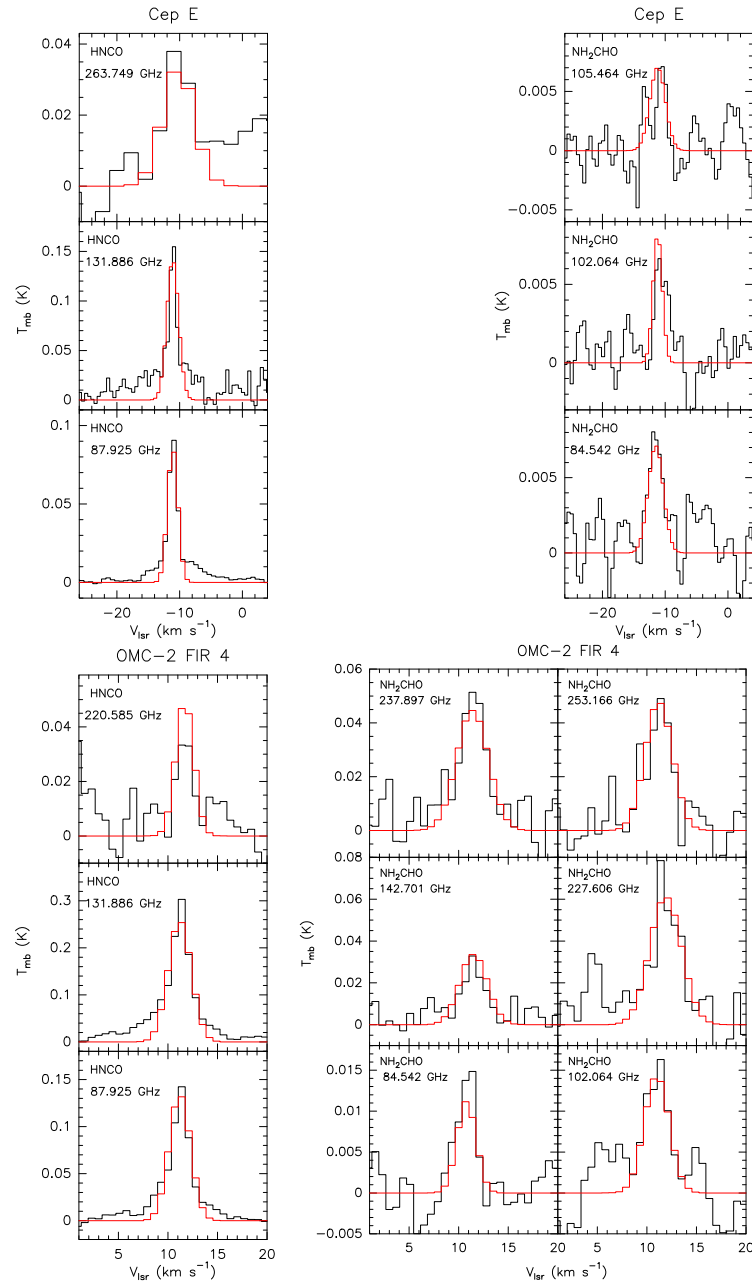 Cep E
HNCO
263.749 GHz
0.04
0.02
0
HNCO
131.886 GHz
0.15
0.1
0.05
0
T_mb (K)
HNCO
87.925 GHz
0.1
0.05
0
−20 −10 0
V_lsr (km s⁻¹)
Cep E
NH₂CHO
105.464 GHz
0.005
0
−0.005
NH₂CHO
102.064 GHz
0.005
0
T_mb (K)
NH₂CHO
84.542 GHz
0.005
0
−20 −10 0
V_lsr (km s⁻¹)
OMC−2 FIR 4
HNCO
220.585 GHz
0.04
0.02
0
HNCO
131.886 GHz
0.3
0.2
0.1
0
T_mb (K)
HNCO
87.925 GHz
0.15
0.1
0.05
0
5 10 15 20
V_lsr (km s⁻¹)
OMC−2 FIR 4
NH₂CHO
237.897 GHz
0.06
0.04
0.02
0
NH₂CHO
253.166 GHz
NH₂CHO
142.701 GHz
0.08
0.06
0.04
0.02
0
T_mb (K)
NH₂CHO
227.606 GHz
NH₂CHO
84.542 GHz
0.015
0.01
0.005
0
−0.005
NH₂CHO
102.064 GHz
5 10 15 20
5 10 15 20
V_lsr (km s⁻¹)